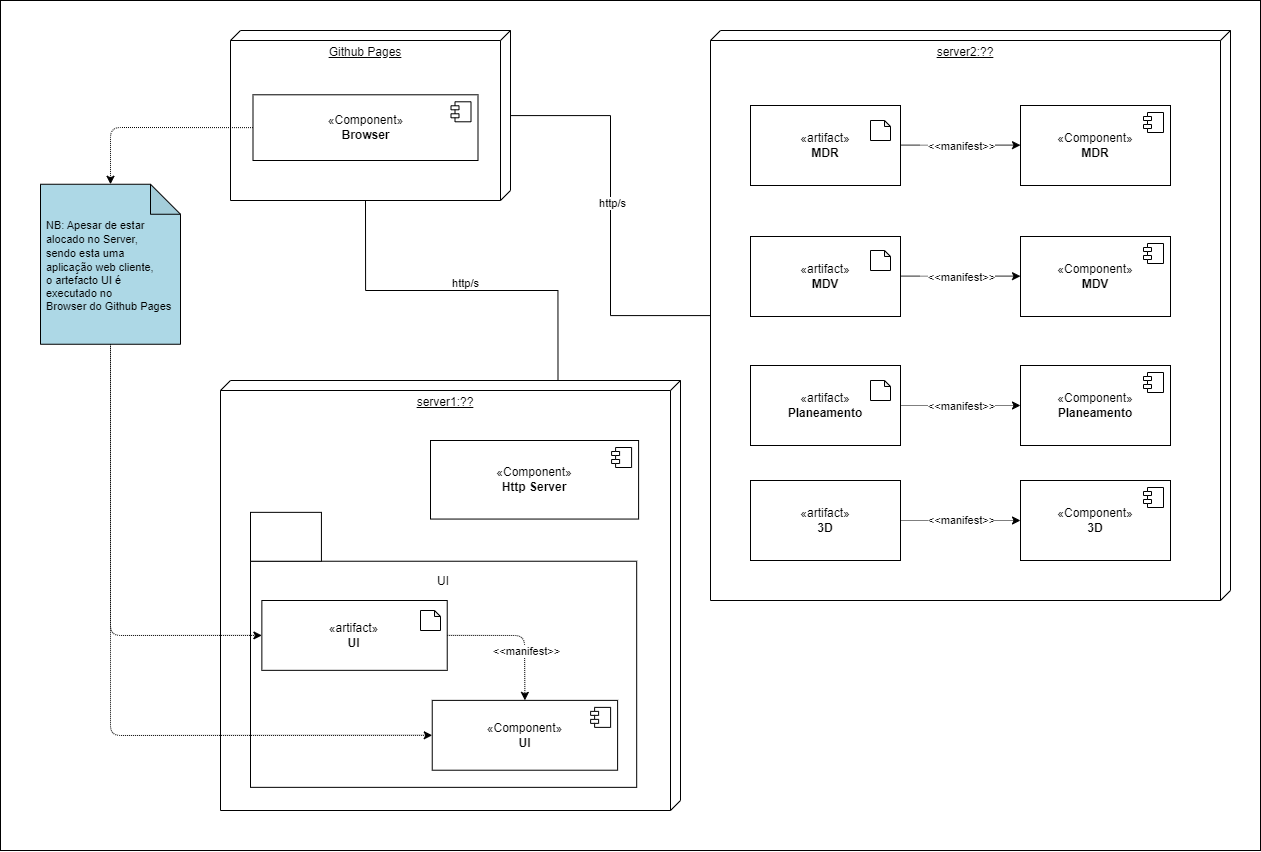 Github Pages
«Component»
Browser
NB: Apesar de estar
alocado no Server,
sendo esta uma
aplicação web cliente,
o artefacto UI é
executado no
Browser do Github Pages
http/s
http/s
server2:??
«artifact»
MDR
<<manifest>>
«Component»
MDR
«artifact»
MDV
<<manifest>>
«Component»
MDV
«artifact»
Planeamento
<<manifest>>
«Component»
Planeamento
«artifact»
3D
<<manifest>>
«Component»
3D
server1:??
«Component»
Http Server
UI
«artifact»
UI
<<manifest>>
«Component»
UI